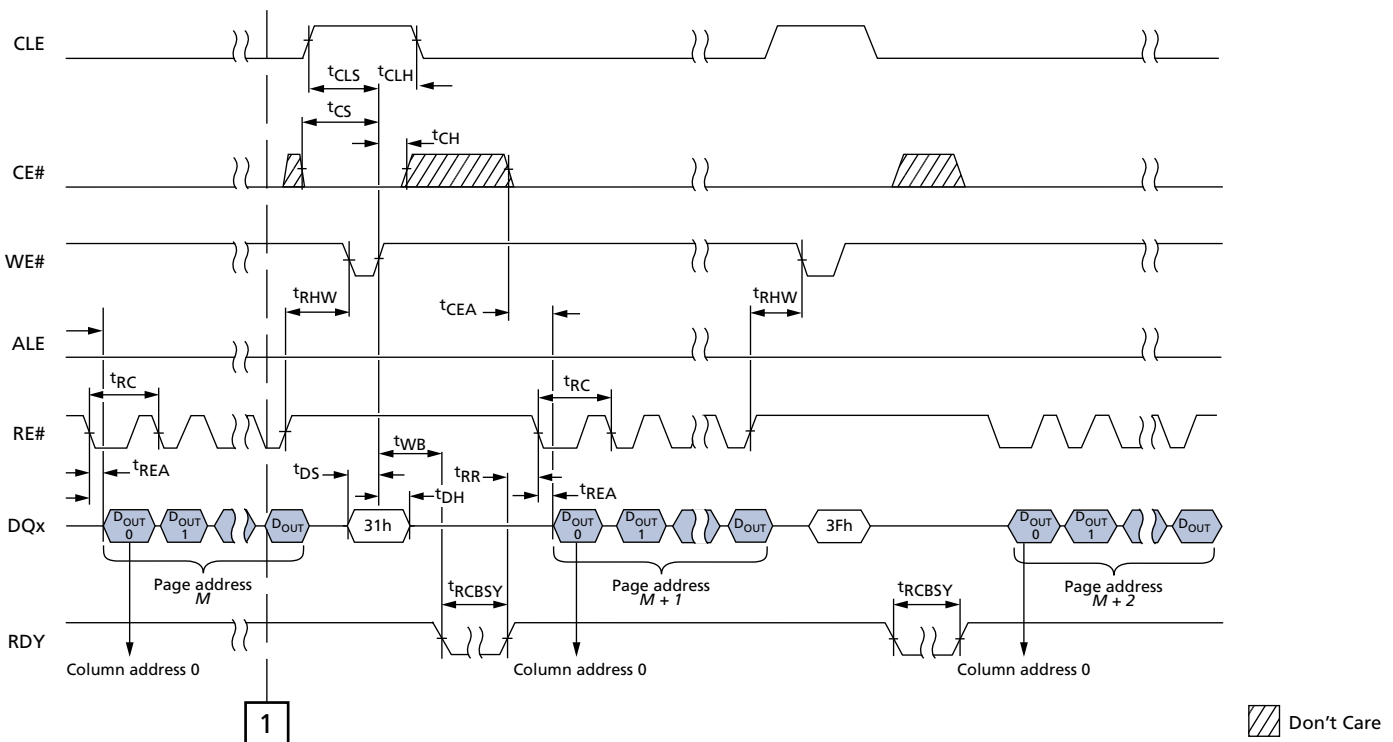 CLE
tCLS
tCLH
tCS
tCH
CE#
WE#
tRHW
tCEA
tRHW
ALE
tRC
tRC
RE#
tWB
tREA
tDS
tRR
tDH
tREA
DQx
DOUT 0
DOUT 1
DOUT
31h
DOUT 0
DOUT 1
DOUT
3Fh
DOUT 0
DOUT 1
DOUT
Page address
M
Page address
M + 1
Page address
M + 2
tRCBSY
tRCBSY
RDY
Column address 0
Column address 0
Column address 0
1
Don't Care